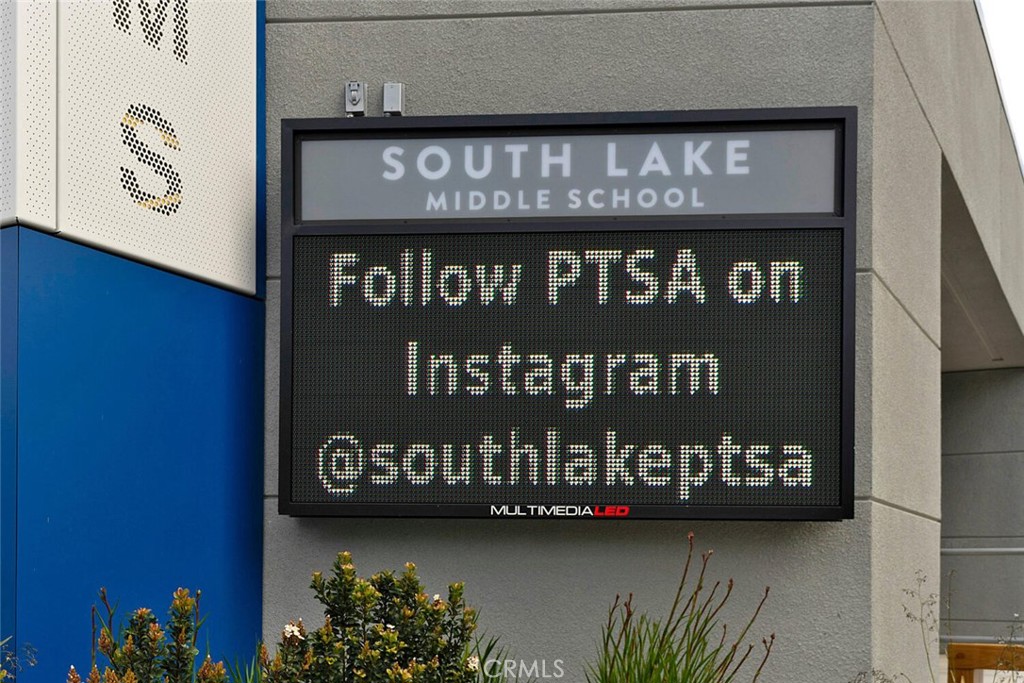 M
S
SOUTH LAKE
MIDDLE SCHOOL
Follow PTSA on
Instagram
@southlakeptsa
MULTIMEDIALED
CRMLS